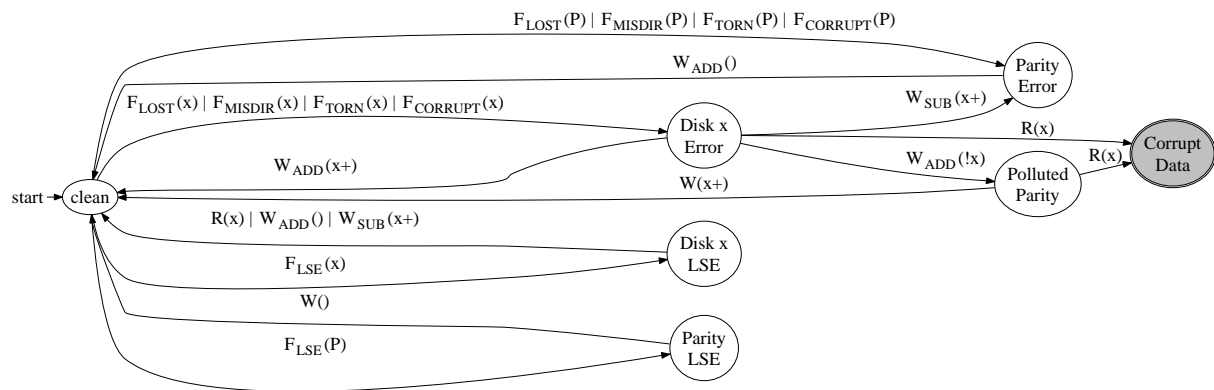 F_LOST(P) | F_MISDIR(P) | F_TORN(P) | F_CORRUPT(P)
W_ADD()
Parity
Error
F_LOST(x) | F_MISDIR(x) | F_TORN(x) | F_CORRUPT(x)
W_SUB(x+)
Disk x
Error
R(x)
Corrupt
Data
W_ADD(x+)
W_ADD(!x)
R(x)
Polluted
Parity
W(x+)
start
clean
R(x) | W_ADD() | W_SUB(x+)
Disk x
LSE
F_LSE(x)
W()
Parity
LSE
F_LSE(P)